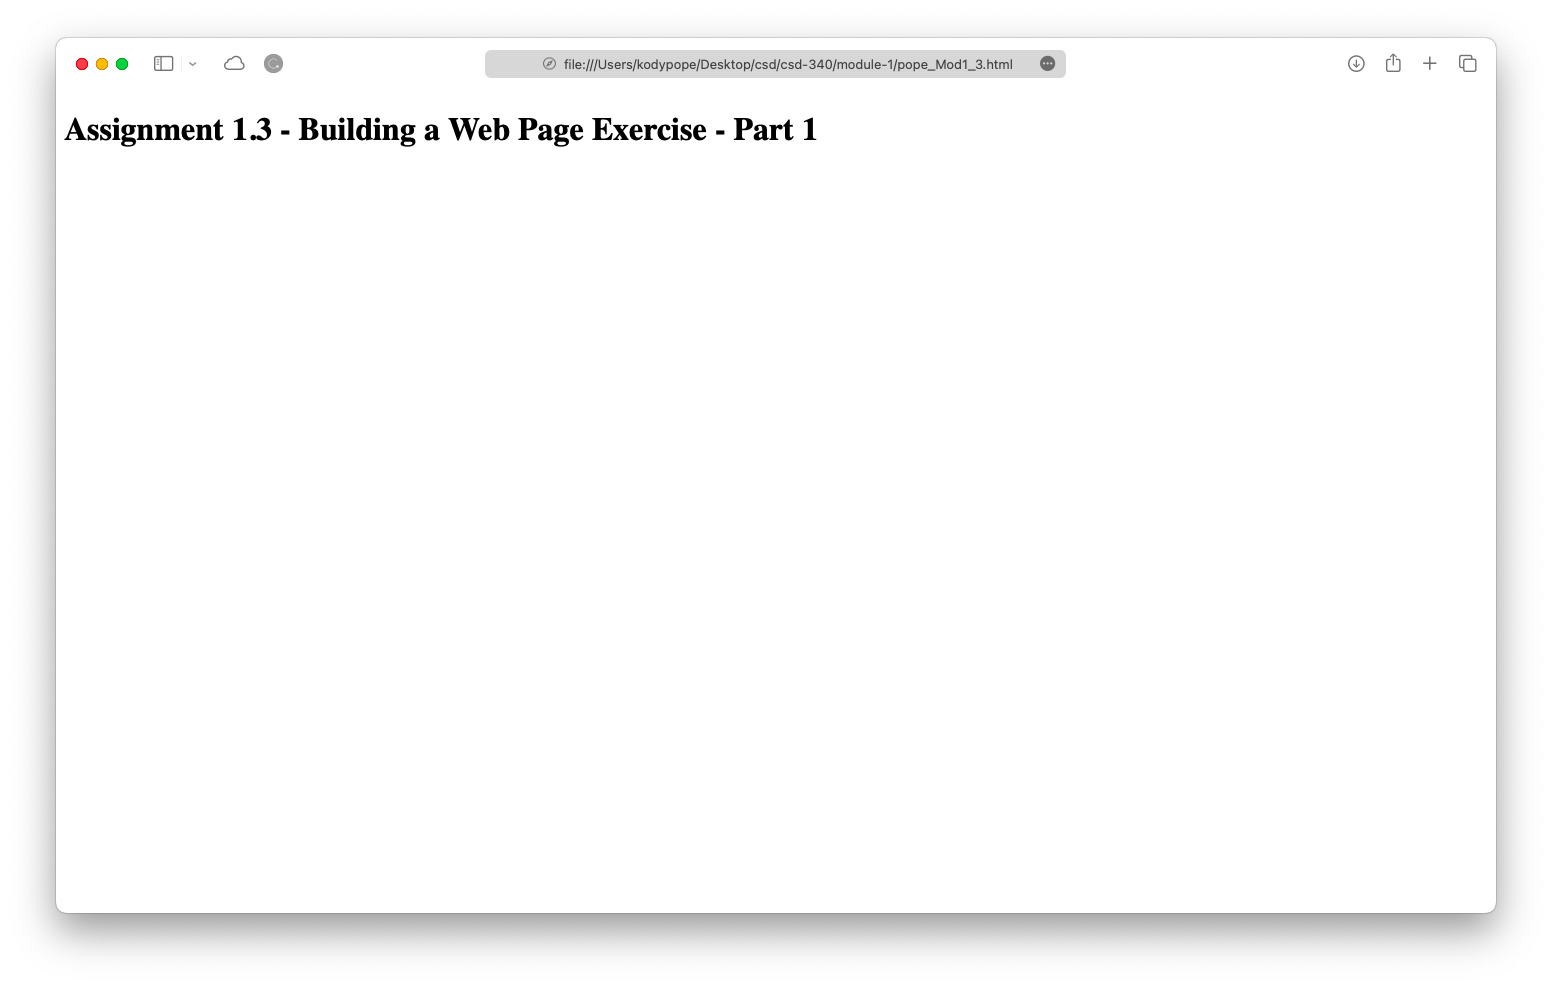 file:///Users/kodypope/Desktop/csd/csd-340/module-1/pope_Mod1_3.html
Assignment 1.3 - Building a Web Page Exercise - Part 1